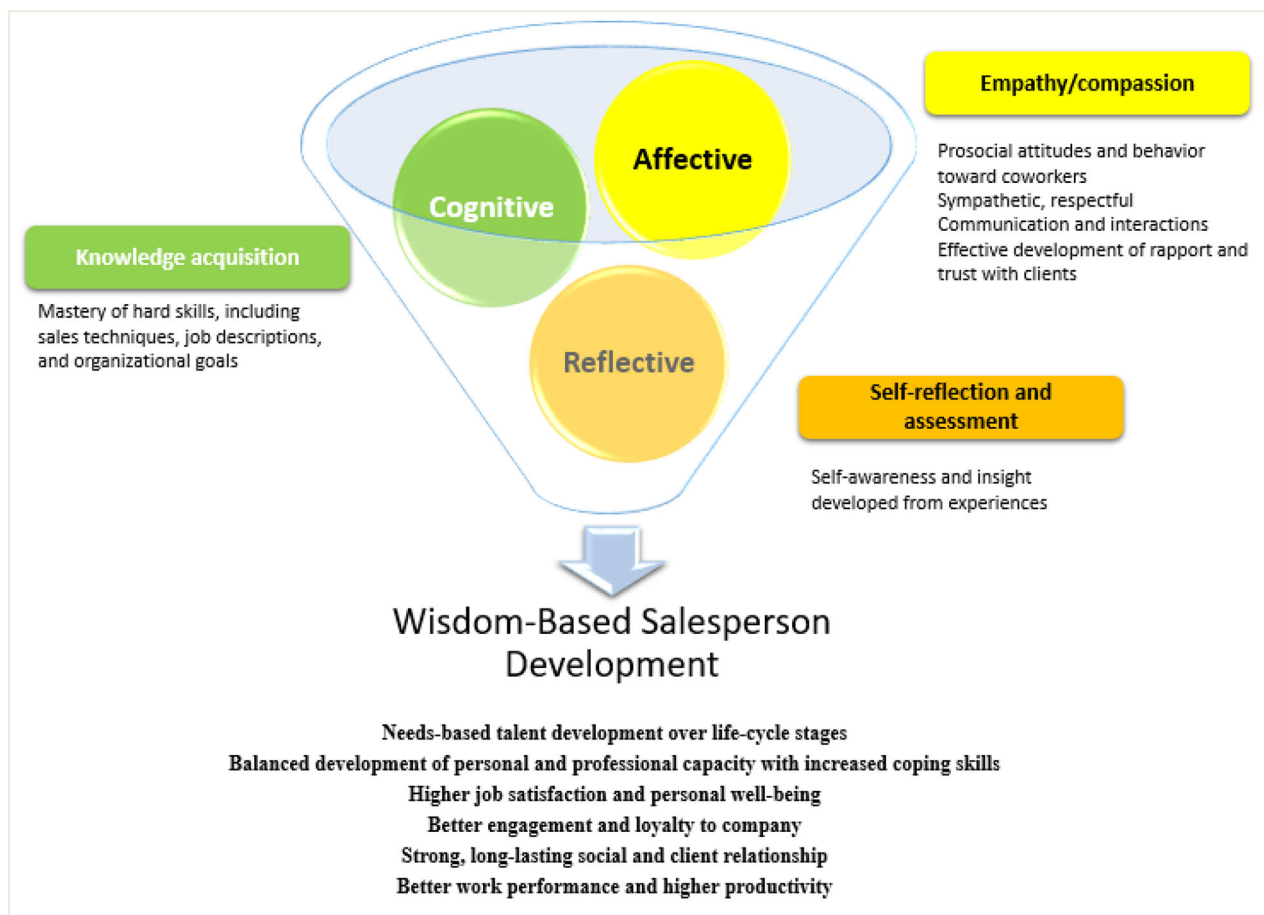 Empathy/compassion
Affective
Prosocial attitudes and behavior
toward coworkers
Sympathetic, respectful
Communication and interactions
Effective development of rapport and
trust with clients
Cognitive
Knowledge acquisition
Mastery of hard skills, including
sales techniques, job descriptions,
and organizational goals
Reflective
Self-reflection and
assessment
Self-awareness and insight
developed from experiences
Wisdom-Based Salesperson
Development
Needs-based talent development over life-cycle stages
Balanced development of personal and professional capacity with increased coping skills
Higher job satisfaction and personal well-being
Better engagement and loyalty to company
Strong, long-lasting social and client relationship
Better work performance and higher productivity